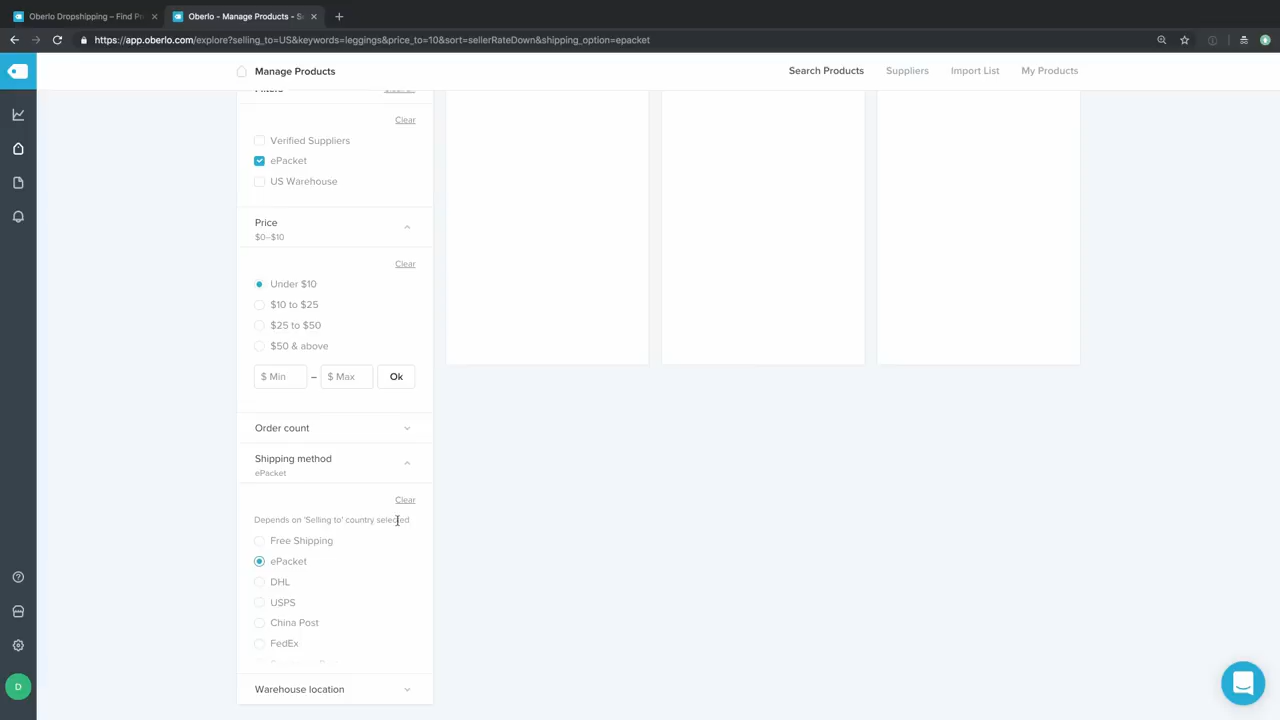 Oberlo Dropshipping – Find Pr
Oberlo - Manage Products - S
https://app.oberlo.com/explore?selling_to=US&keywords=leggings&price_to=10&sort=sellerRateDown&shipping_option=epacket
Manage Products
Search Products
Suppliers
Import List
My Products
Filters
Clear
Verified Suppliers
ePacket
US Warehouse
Price
$0–$10
Clear
Under $10
$10 to $25
$25 to $50
$50 & above
$ Min – $ Max Ok
Order count
Shipping method
ePacket
Clear
Depends on 'Selling to' country selected
Free Shipping
ePacket
DHL
USPS
China Post
FedEx
Warehouse location
D